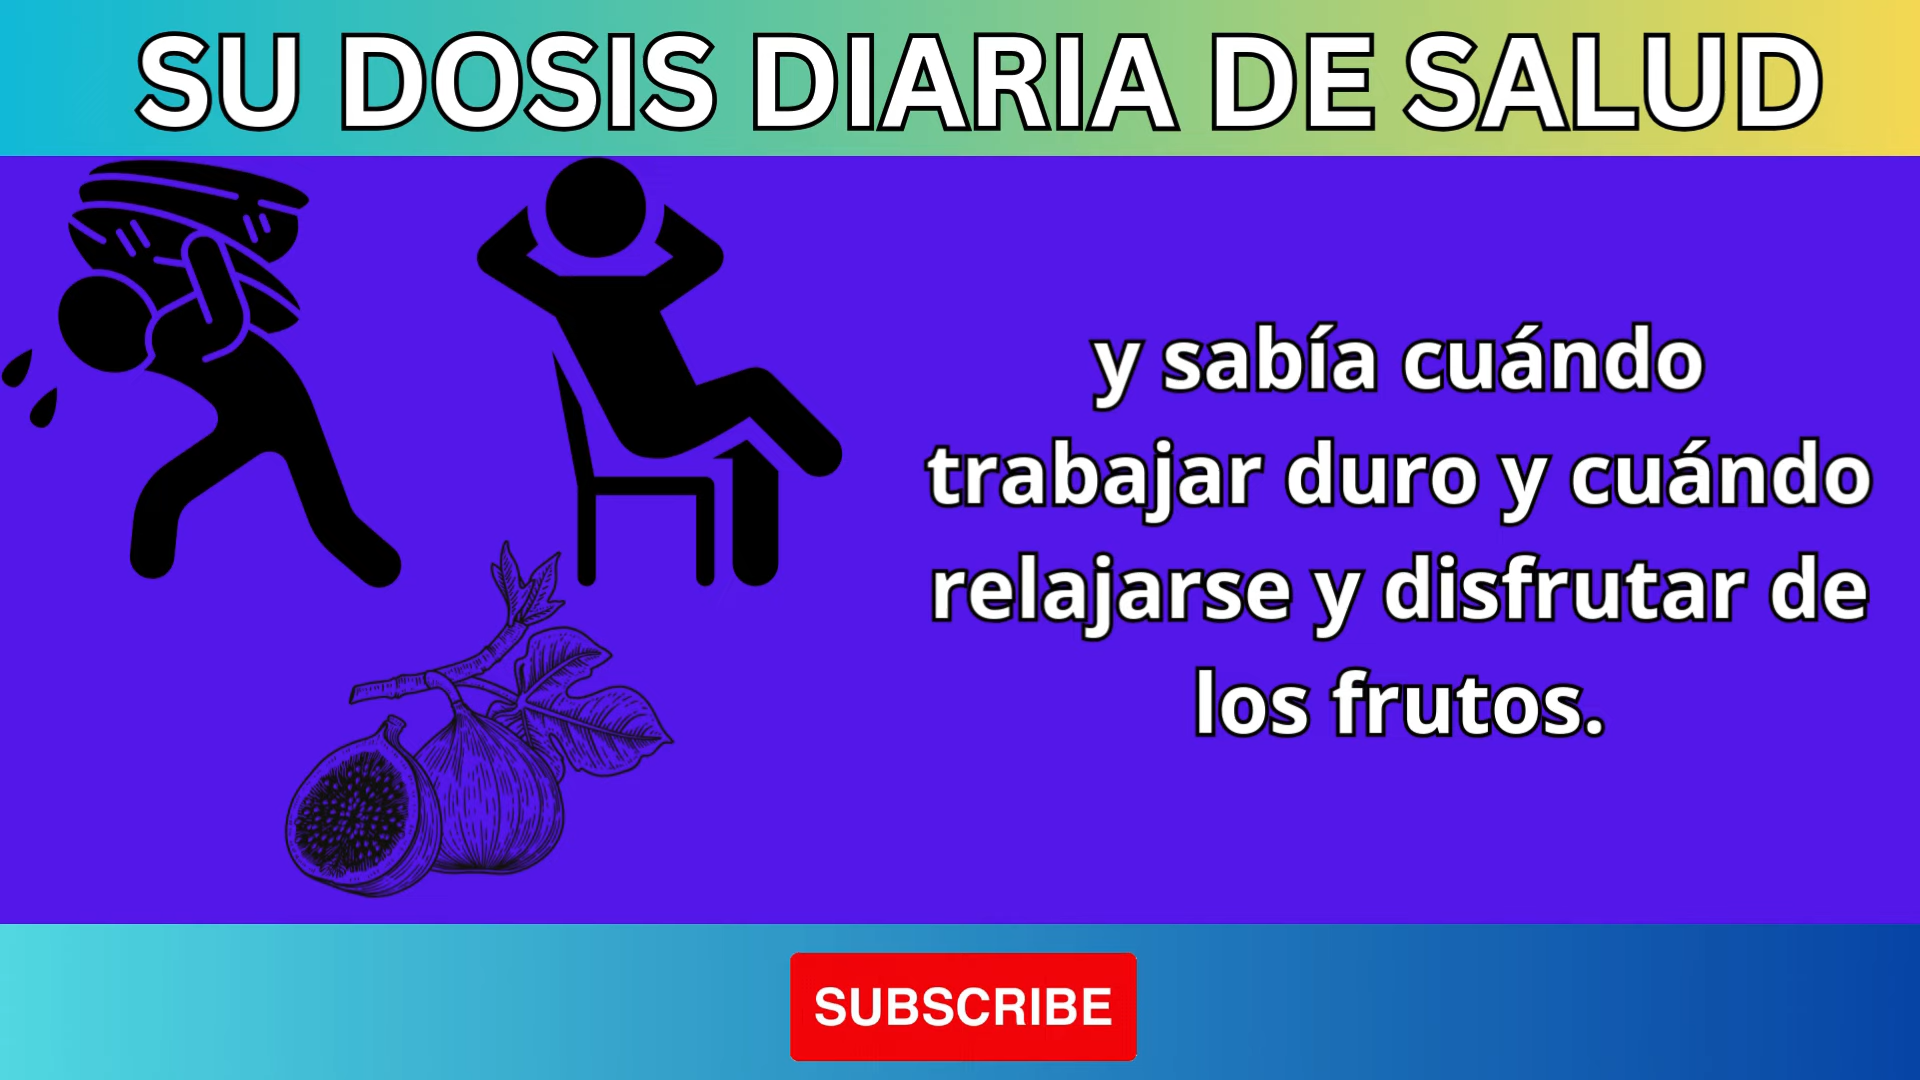 SU DOSIS DIARIA DE SALUD
y sabía cuándo
trabajar duro y cuándo
relajarse y disfrutar de
los frutos.
SUBSCRIBE